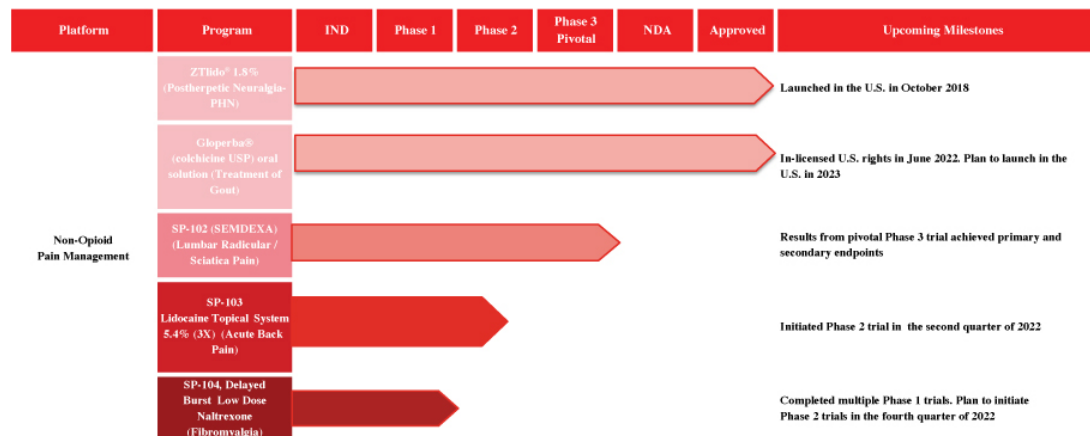 Platform
Program
IND
Phase 1
Phase 2
Phase 3
Pivotal
NDA
Approved
Upcoming Milestones
Non-Opioid
Pain Management
ZTlido® 1.8%
(Postherpetic Neuralgia-
PHN)
Launched in the U.S. in October 2018
Gloperba®
(colchicine USP) oral
solution (Treatment of
Gout)
In-licensed U.S. rights in June 2022. Plan to launch in the
U.S. in 2023
SP-102 (SEMDEXA)
(Lumbar Radicular /
Sciatica Pain)
Results from pivotal Phase 3 trial achieved primary and
secondary endpoints
SP-103
Lidocaine Topical System
5.4% (3X) (Acute Back
Pain)
Initiated Phase 2 trial in the second quarter of 2022
SP-104, Delayed
Burst Low Dose
Naltrexone
(Fibromyalgia)
Completed multiple Phase 1 trials. Plan to initiate
Phase 2 trials in the fourth quarter of 2022